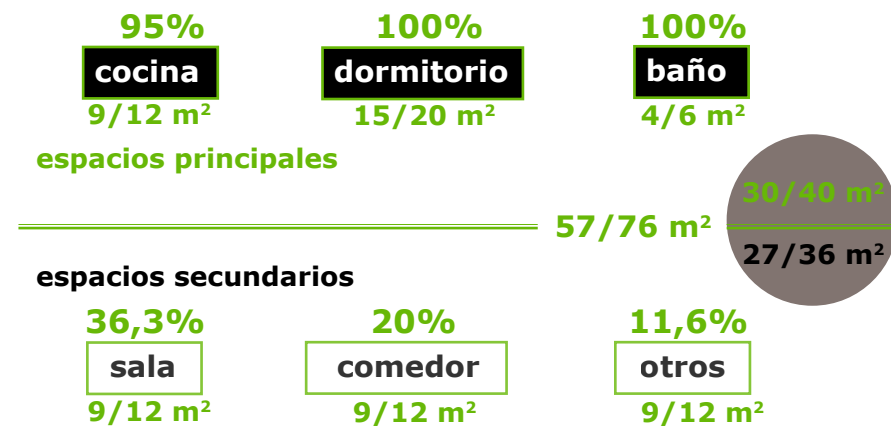 95% 100% 100%
cocina dormitorio baño
9/12 m² 15/20 m² 4/6 m²
espacios principales
30/40 m²
57/76 m²
27/36 m²
espacios secundarios
36,3% 20% 11,6%
sala comedor otros
9/12 m² 9/12 m² 9/12 m²